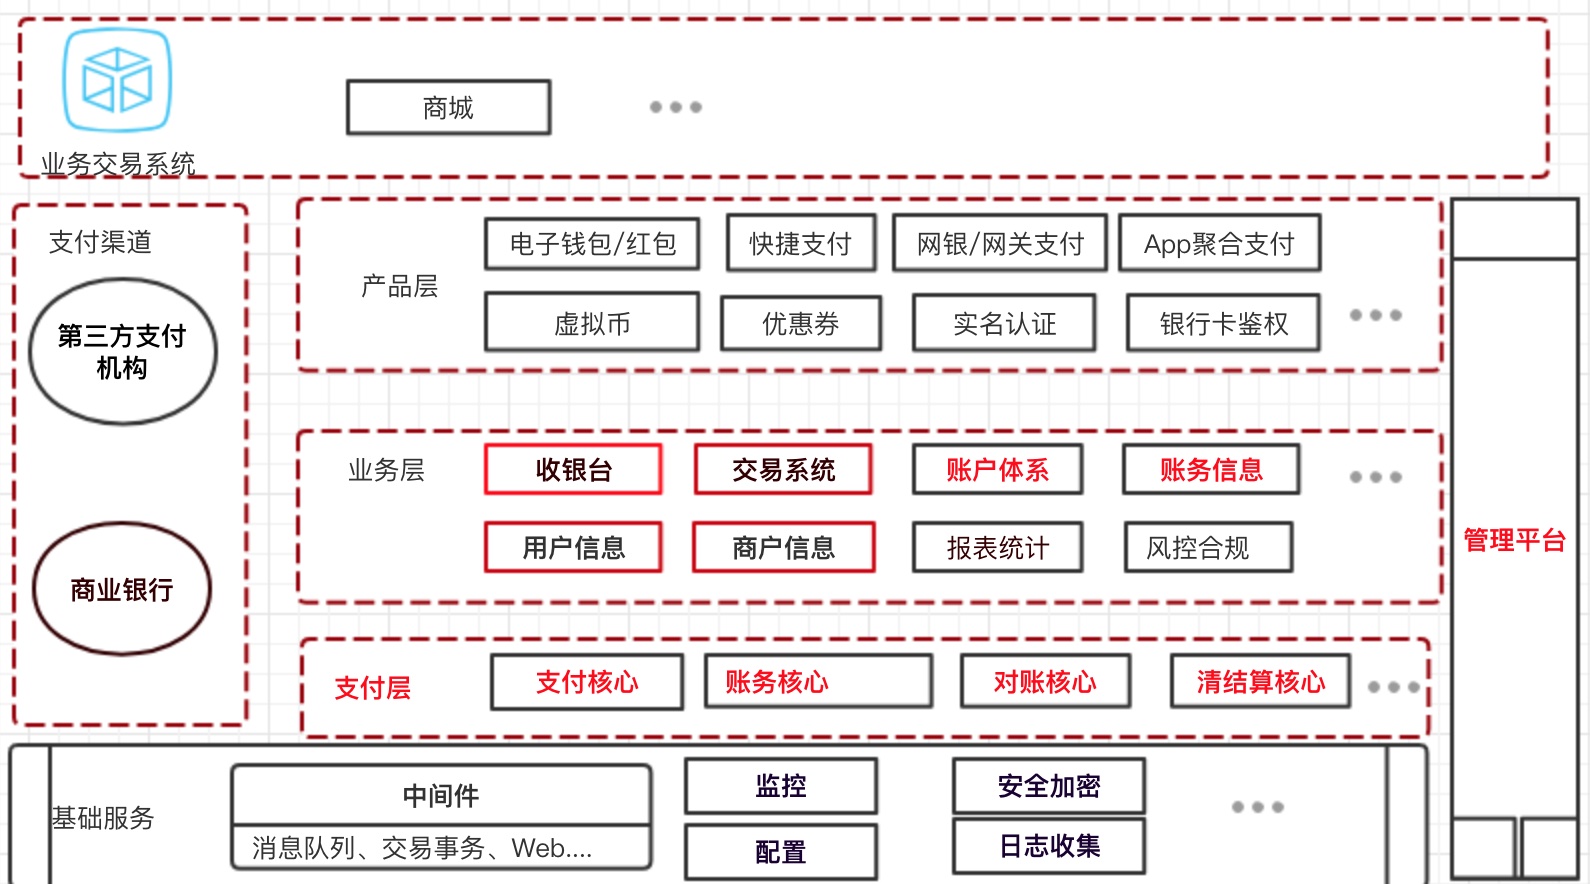 商城
业务交易系统
支付渠道
第三方支付
机构
商业银行
产品层
电子钱包/红包
快捷支付
网银/网关支付
App聚合支付
虚拟币
优惠券
实名认证
银行卡鉴权
业务层
收银台
交易系统
账户体系
账务信息
用户信息
商户信息
报表统计
风控合规
支付层
支付核心
账务核心
对账核心
清结算核心
管理平台
基础服务
中间件
消息队列、交易事务、Web....
监控
安全加密
配置
日志收集